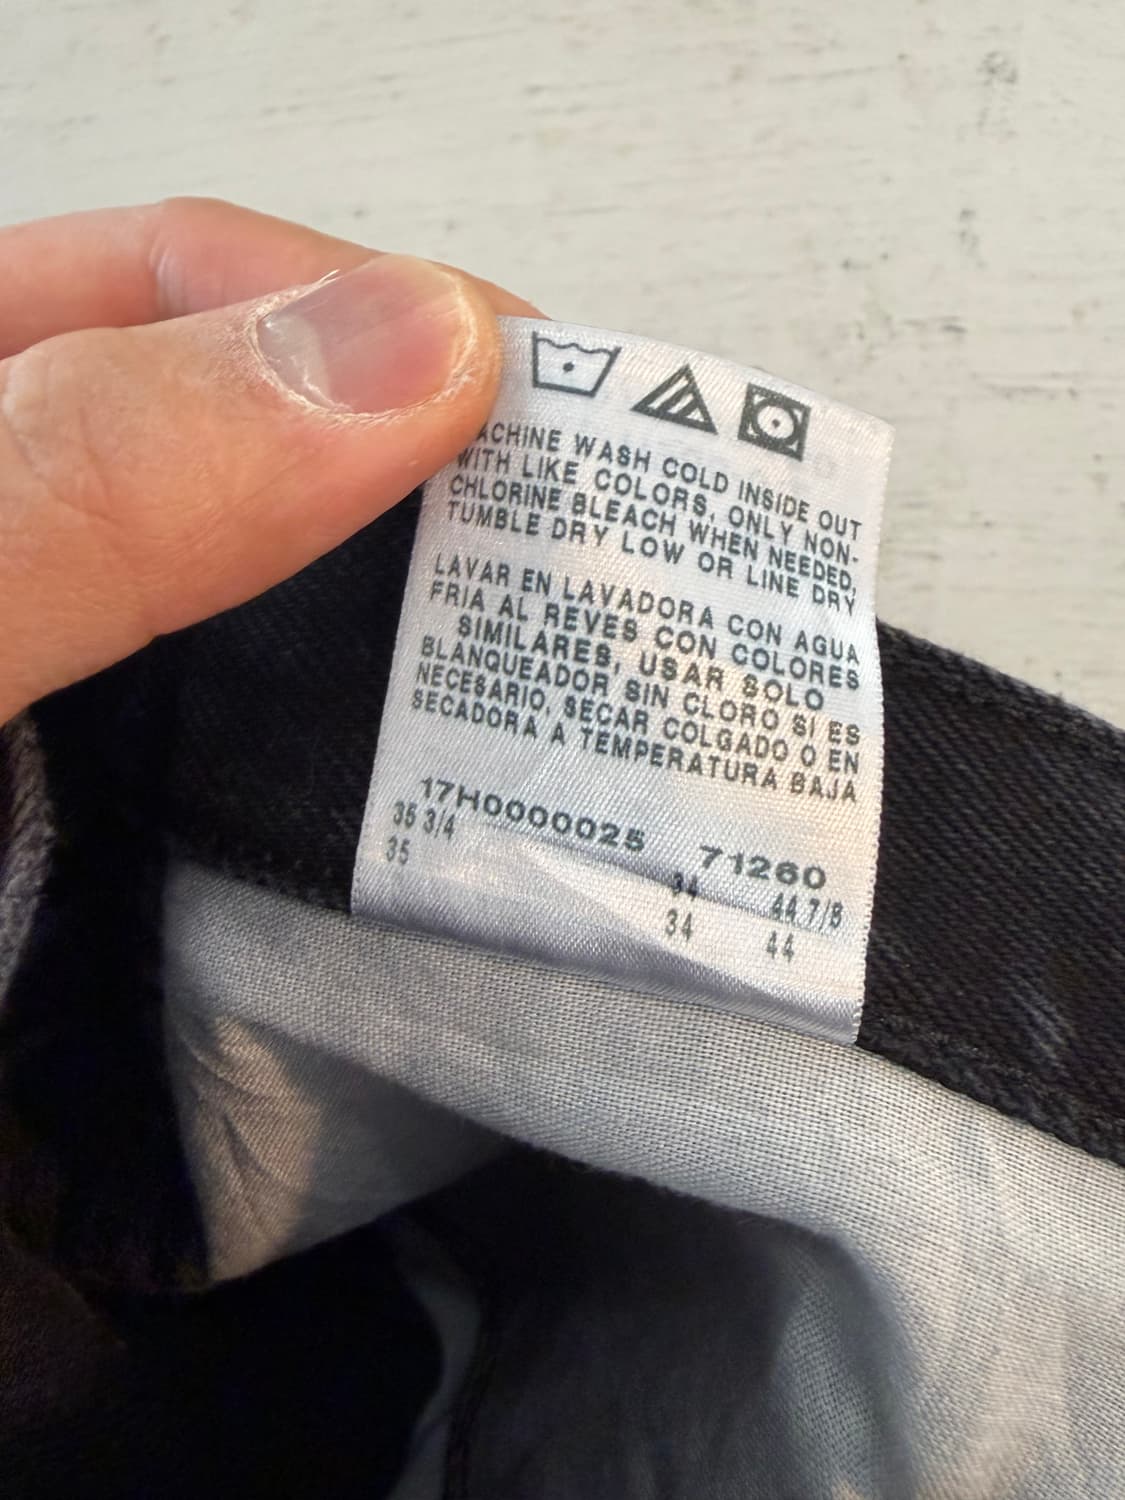 ACHINE WASH COLD INSIDE OUT
WITH LIKE COLORS, ONLY NON-
CHLORINE BLEACH WHEN NEEDED,
TUMBLE DRY LOW OR LINE DRY
LAVAR EN LAVADORA CON AGUA
FRIA AL REVES CON COLORES
SIMILARES, USAR SOLO
BLANQUEADOR SIN CLORO SI ES
NECESARIO, SECAR COLGADO O EN
SECADORA A TEMPERATURA BAJA
17H0000025 71260
35 3/4 34 44 7/8
35 34 44